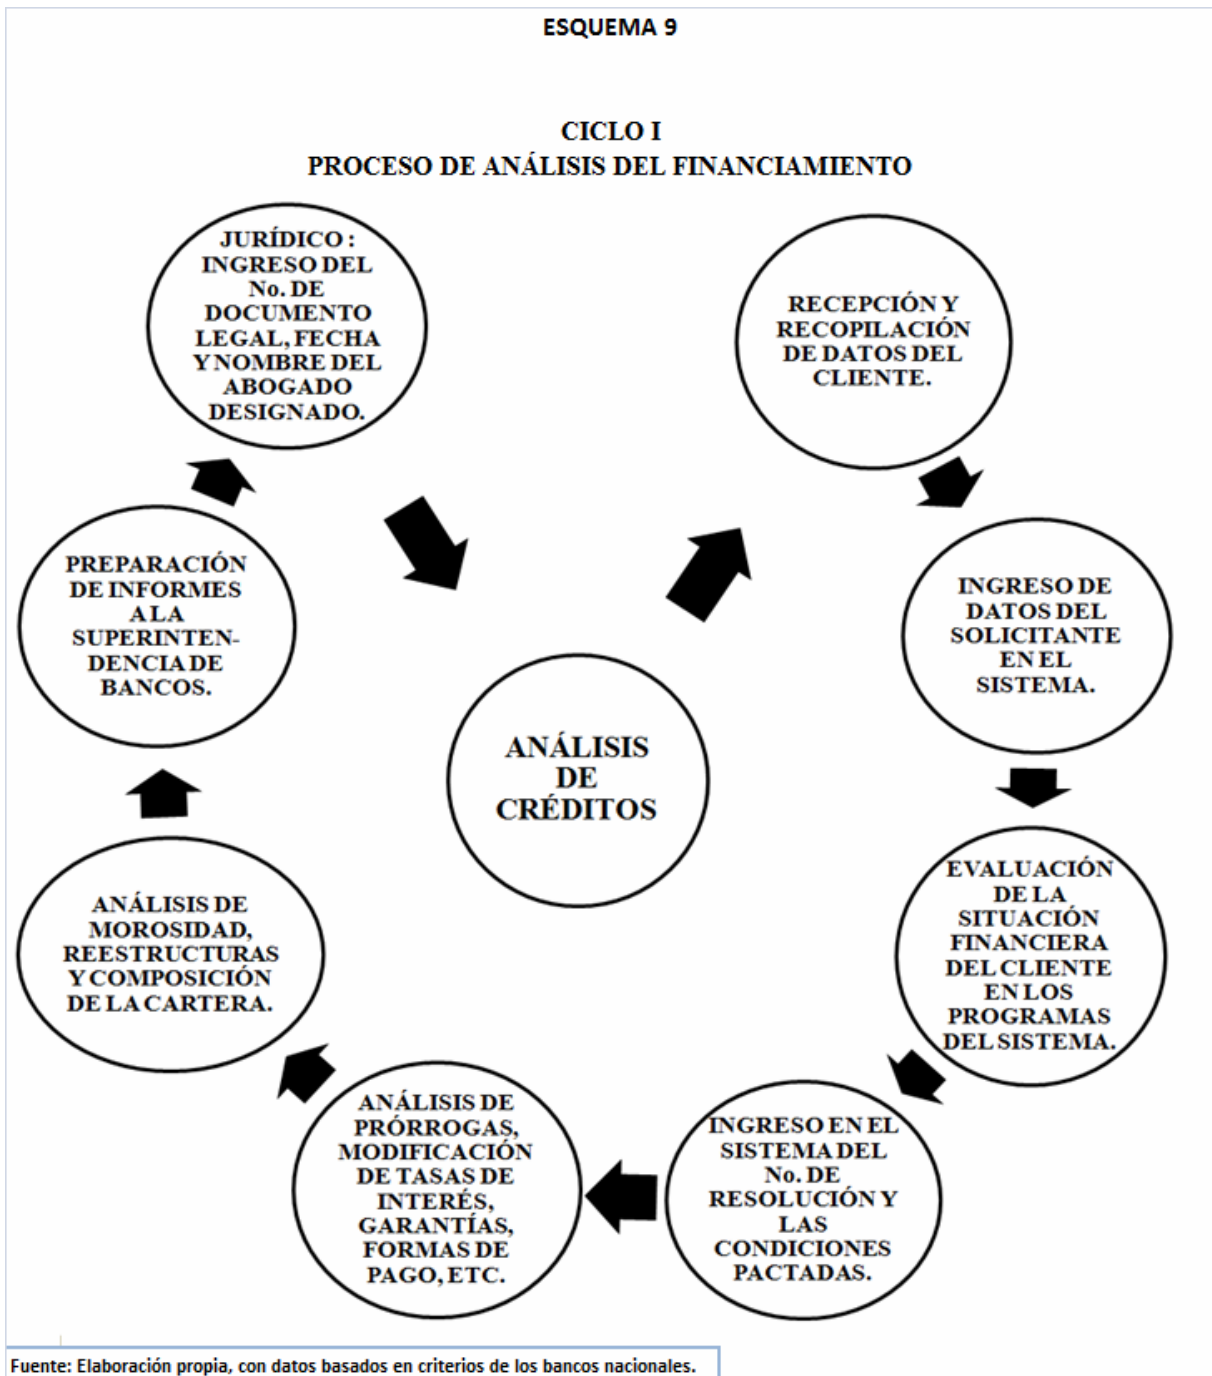 ESQUEMA 9
CICLO I
PROCESO DE ANÁLISIS DEL FINANCIAMIENTO
JURÍDICO :
INGRESO DEL
No. DE
DOCUMENTO
LEGAL, FECHA
Y NOMBRE DEL
ABOGADO
DESIGNADO.
RECEPCIÓN Y
RECOPILACIÓN
DE DATOS DEL
CLIENTE.
INGRESO DE
DATOS DEL
SOLICITANTE
EN EL
SISTEMA.
EVALUACIÓN
DE LA
SITUACIÓN
FINANCIERA
DEL CLIENTE
EN LOS
PROGRAMAS
DEL SISTEMA.
INGRESO EN EL
SISTEMA DEL
No. DE
RESOLUCIÓN Y
LAS
CONDICIONES
PACTADAS.
ANÁLISIS DE
PRÓRROGAS,
MODIFICACIÓN
DE TASAS DE
INTERÉS,
GARANTÍAS,
FORMAS DE
PAGO, ETC.
ANÁLISIS DE
MOROSIDAD,
REESTRUCTURAS
Y COMPOSICIÓN
DE LA CARTERA.
PREPARACIÓN
DE INFORMES
A LA
SUPERINTEN-
DENCIA DE
BANCOS.
ANÁLISIS
DE
CRÉDITOS
Fuente: Elaboración propia, con datos basados en criterios de los bancos nacionales.